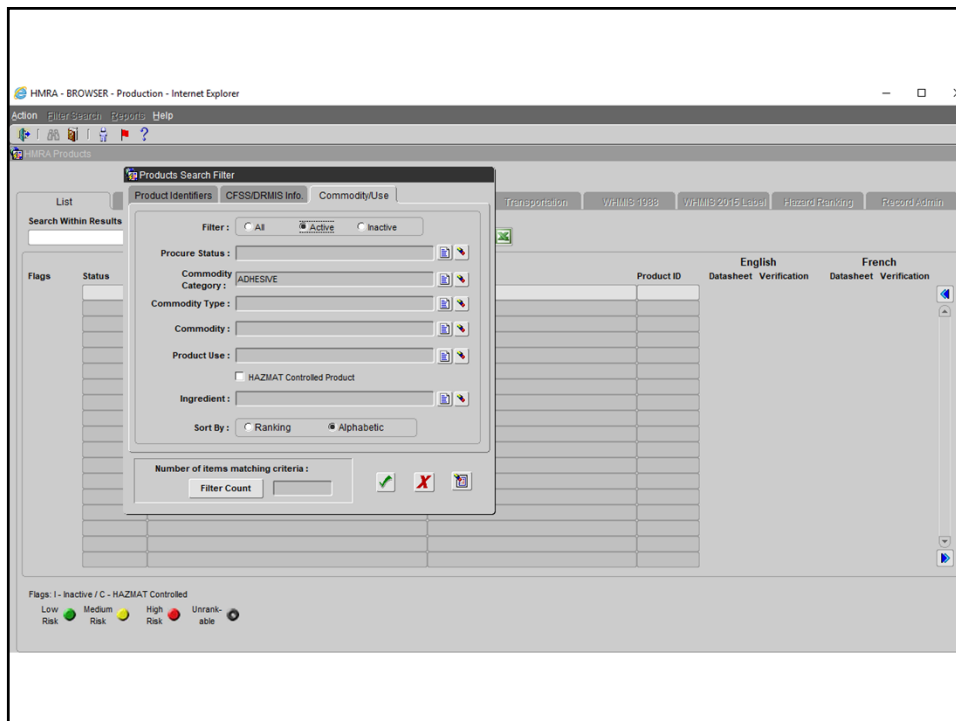 HMRA - BROWSER - Production - Internet Explorer
Action Filter Search Reports Help
HMRA Products
Products Search Filter
Product Identifiers CFSS/DRMIS Info. Commodity/Use
List Transportation WHMIS 1988 WHMIS 2015 Label Hazard Ranking Record Admin
Search Within Results
Filter : All Active Inactive
Procure Status :
Commodity Category : ADHESIVE
Commodity Type :
Commodity :
Product Use :
HAZMAT Controlled Product
Ingredient :
Sort By : Ranking Alphabetic
Number of items matching criteria :
Filter Count
English French
Flags Status Product ID Datasheet Verification Datasheet Verification
Flags: I - Inactive / C - HAZMAT Controlled
Low Risk Medium Risk High Risk Unrank-able